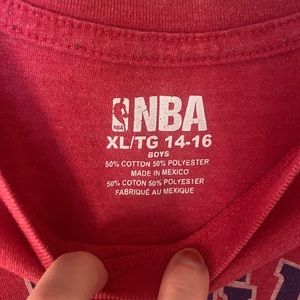 NBA
NBA
XL/TG 14-16
BOYS
50% COTTON 50% POLYESTER
MADE IN MEXICO
50% COTON 50% POLYESTER
FABRIQUÉ AU MEXIQUE